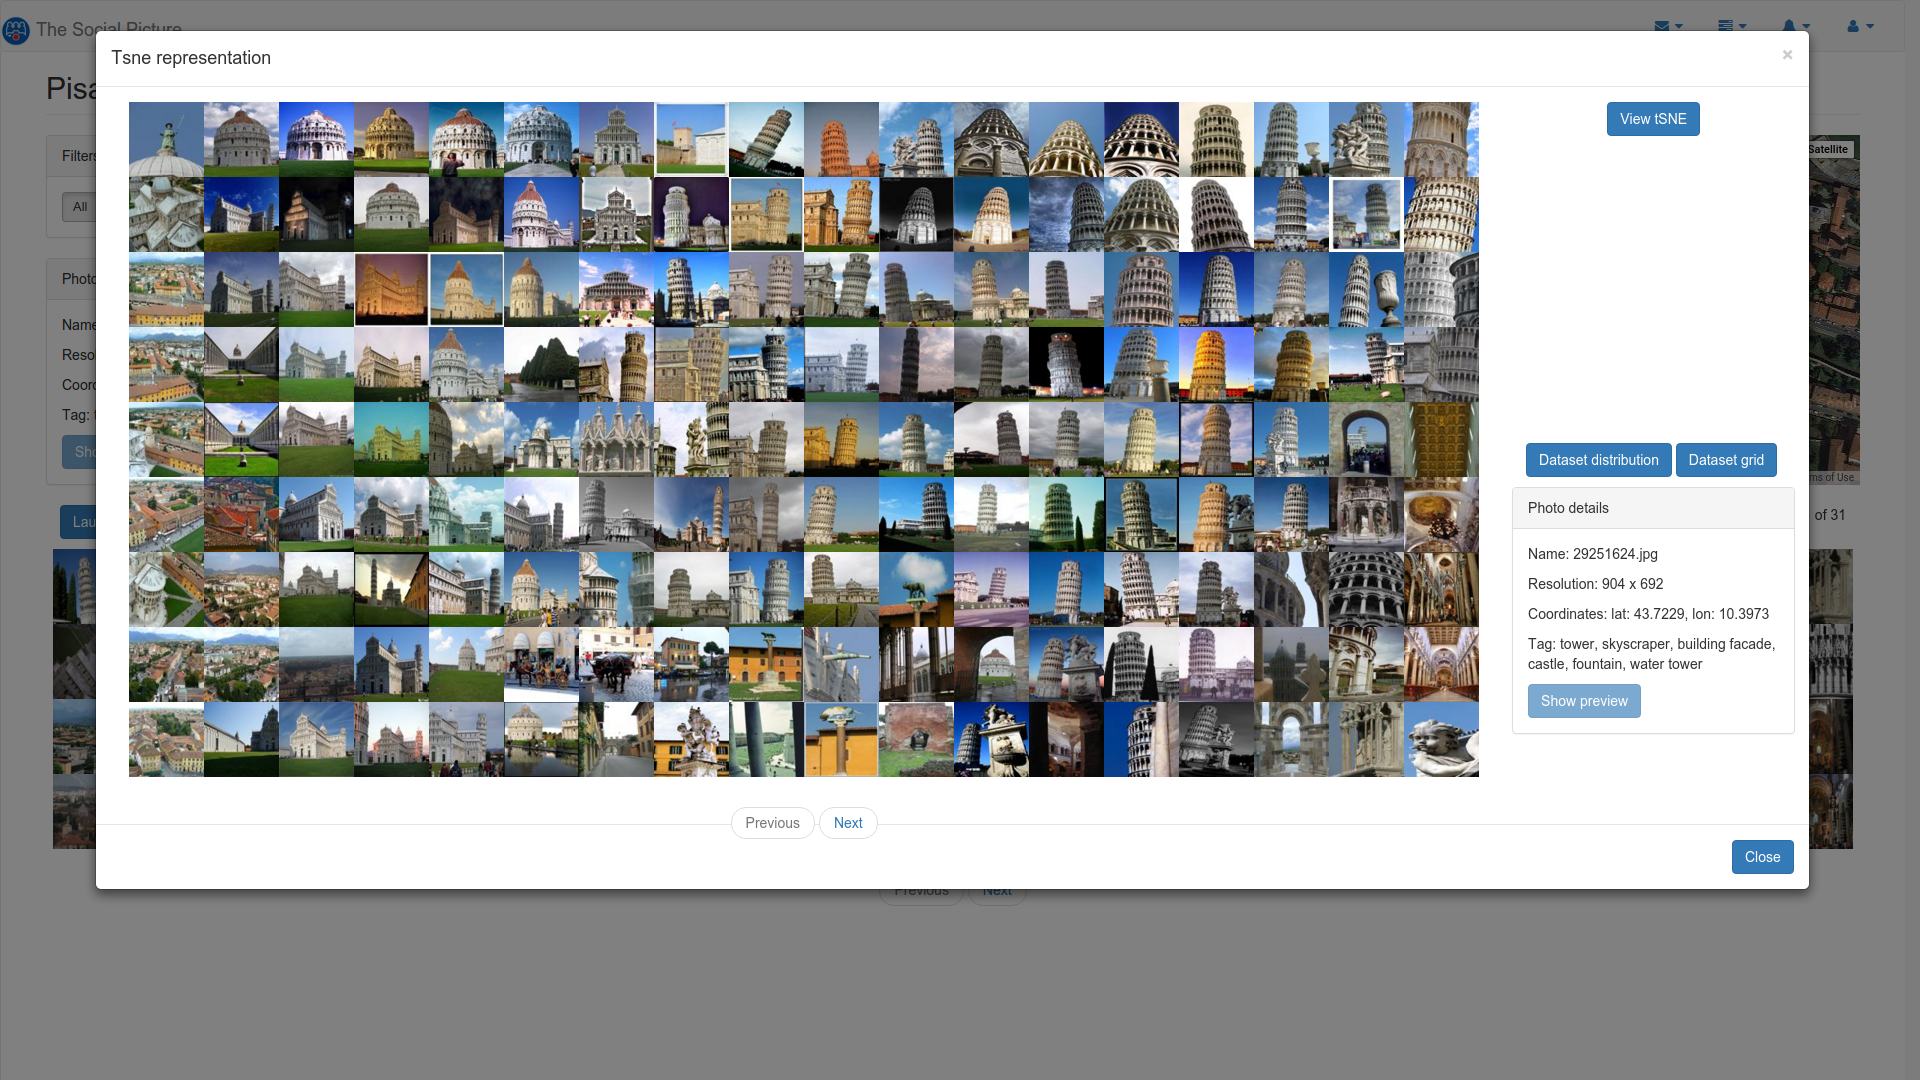 The Social Picture
Tsne representation
×
Pisa
View tSNE
Filters
Satellite
All
Photo
Name
Reso
Coord
Tag:
Sho
Dataset distribution
Dataset grid
ms of Use
Photo details
Lau
of 31
Name: 29251624.jpg
Resolution: 904 x 692
Coordinates: lat: 43.7229, lon: 10.3973
Tag: tower, skyscraper, building facade,
castle, fountain, water tower
Show preview
Previous
Next
Close
Previous
Next